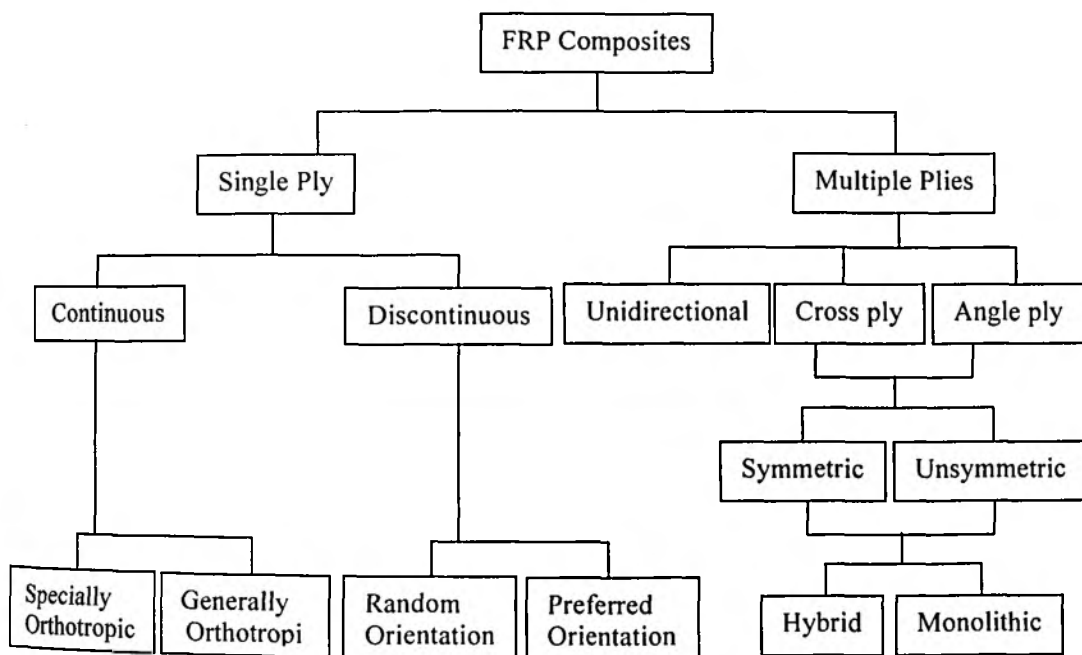 FRP Composites
Single Ply
Multiple Plies
Continuous
Discontinuous
Unidirectional
Cross ply
Angle ply
Symmetric
Unsymmetric
Specially
Orthotropic
Generally
Orthotropi
Random
Orientation
Preferred
Orientation
Hybrid
Monolithic